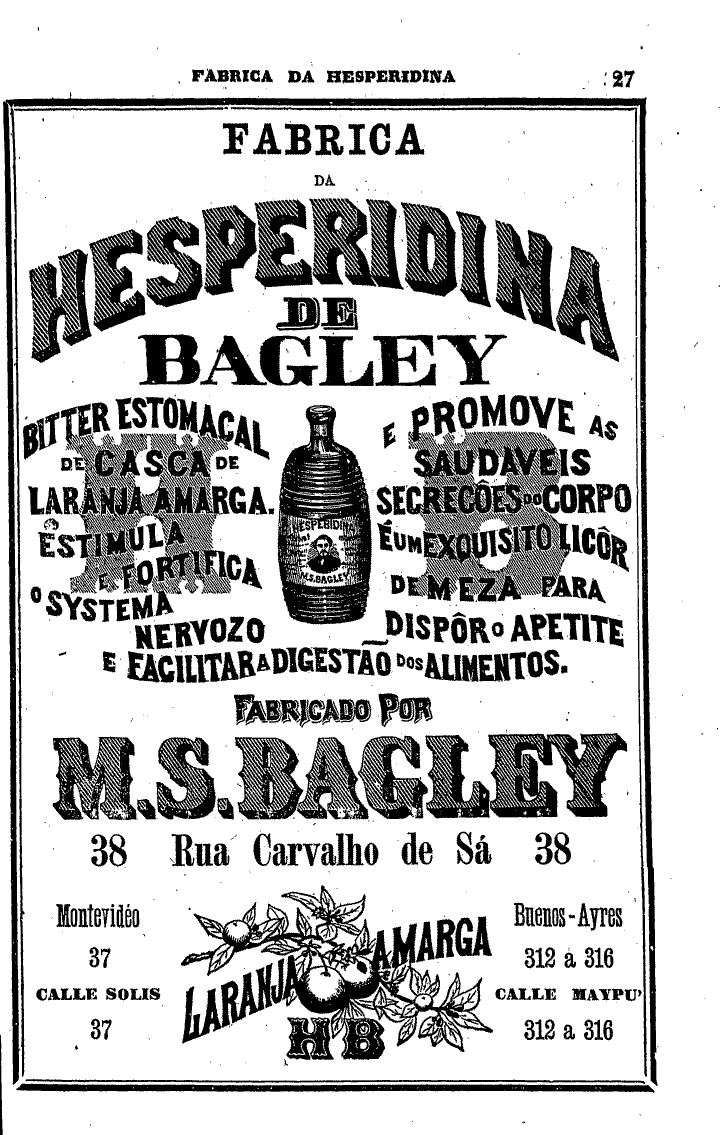 FABRICA DA HESPERIDINA 27
FABRICA
DA
HESPERIDINA
DE
BAGLEY
BITTER ESTOMACAL
DE CASCA DE
LARANJA AMARGA.
ESTIMULA
E FORTIFICA
O SYSTEMA
NERVOZO
E PROMOVE AS
SAUDAVEIS
SECREÇÕES DO CORPO
É UM EXQUISITO LICÔR
DE MEZA PARA
DISPÔR O APETITE
E FACILITAR A DIGESTÃO DOS ALIMENTOS.
HESPERIDINA
M.S.BAGLEY
H B
FABRICADO POR
M.S.BAGLEY
38 Rua Carvalho de Sá 38
Montevidéo
37
CALLE SOLIS
37
LARANJA AMARGA
HB
Buenos-Ayres
312 a 316
CALLE MAYPU'
312 a 316